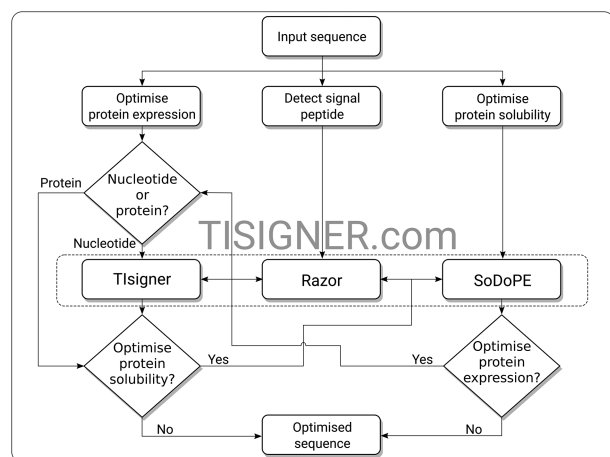 Input sequence
Optimise
protein expression
Detect signal
peptide
Optimise
protein solubility
Protein
Nucleotide
or
protein?
TISIGNER.com
Nucleotide
TIsigner
Razor
SoDoPE
Optimise
protein
solubility?
Yes
Yes
Optimise
protein
expression?
No
Optimised
sequence
No